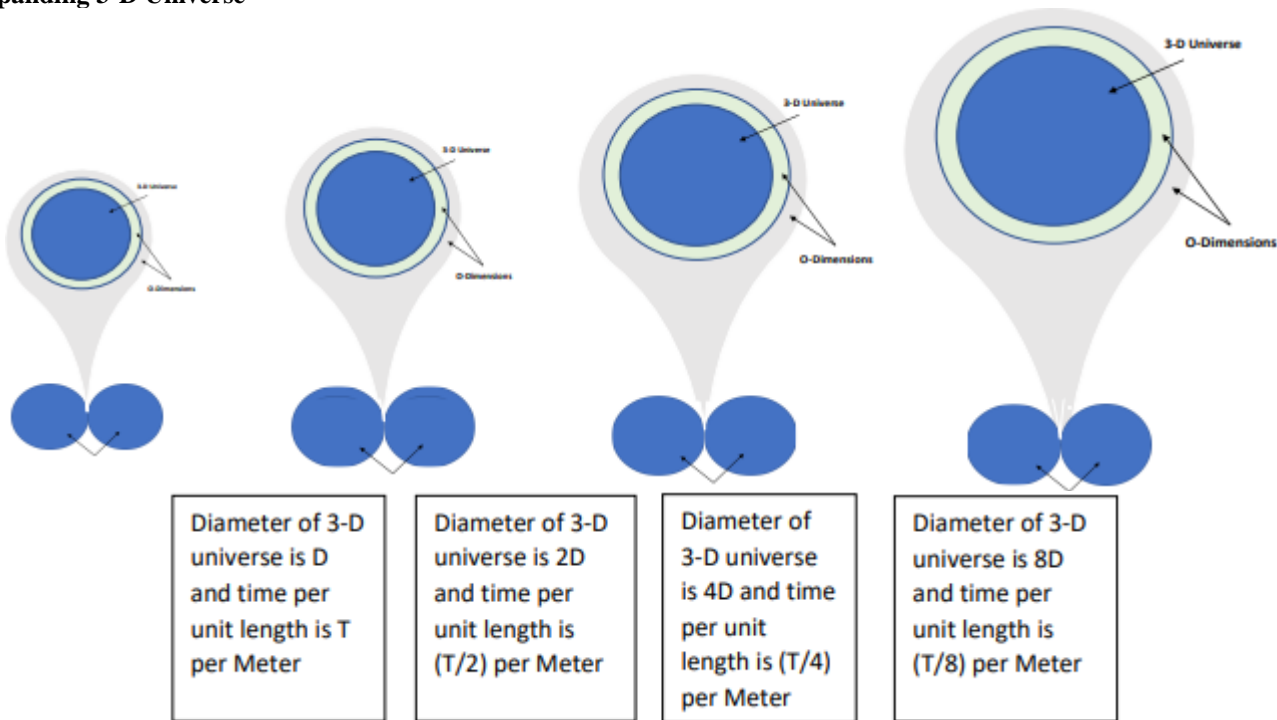 3-D Universe
3-D Universe
O-Dimensions
3-D Universe
O-Dimensions
3-D Universe
O-Dimensions
3-D Universe
O-Dimensions
Diameter of 3-D
universe is D
and time per
unit length is T
per Meter
Diameter of 3-D
universe is 2D
and time per
unit length is
(T/2) per Meter
Diameter of
3-D universe
is 4D and time
per unit
length is (T/4)
per Meter
Diameter of 3-D
universe is 8D
and time per
unit length is
(T/8) per Meter